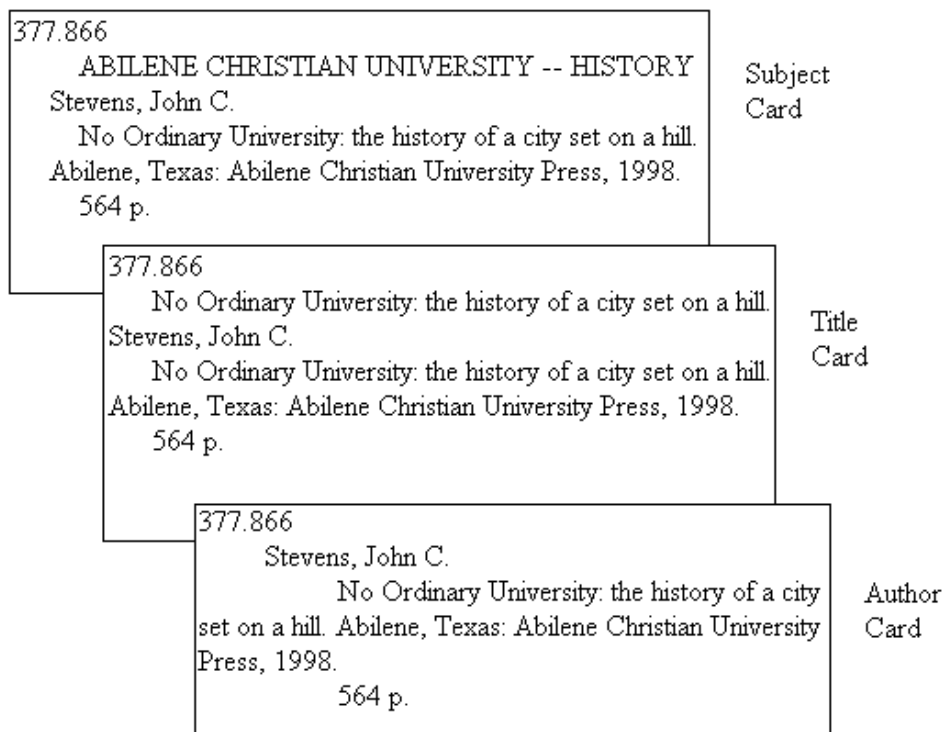 377.866
ABILENE CHRISTIAN UNIVERSITY -- HISTORY
Stevens, John C.
No Ordinary University: the history of a city set on a hill.
Abilene, Texas: Abilene Christian University Press, 1998.
564 p.
Subject
Card
377.866
No Ordinary University: the history of a city set on a hill.
Stevens, John C.
No Ordinary University: the history of a city set on a hill.
Abilene, Texas: Abilene Christian University Press, 1998.
564 p.
Title
Card
377.866
Stevens, John C.
No Ordinary University: the history of a city
set on a hill. Abilene, Texas: Abilene Christian University
Press, 1998.
564 p.
Author
Card